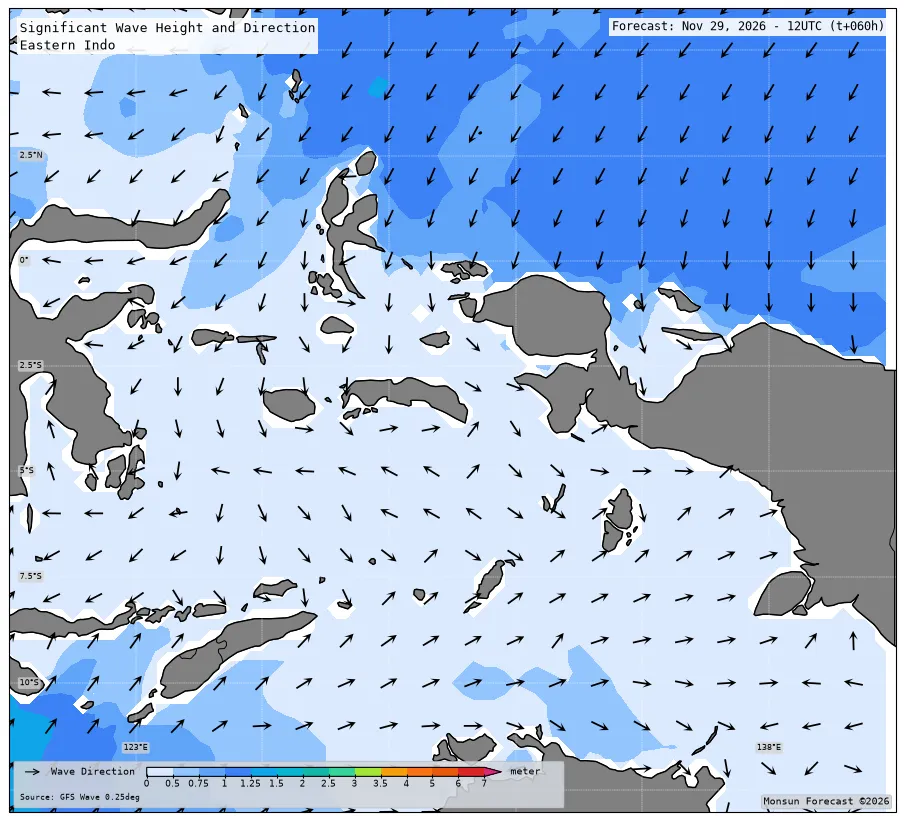 Significant Wave Height and Direction
Eastern Indo
Forecast: Nov 29, 2026 - 12UTC (t+060h)
2.5°N
0°
2.5°S
5°S
7.5°S
10°S
123°E
138°E
Wave Direction
meter
0 0.5 0.75 1 1.25 1.5 2 2.5 3 3.5 4 5 6 7
Source: GFS Wave 0.25deg
Monsun Forecast ©2026